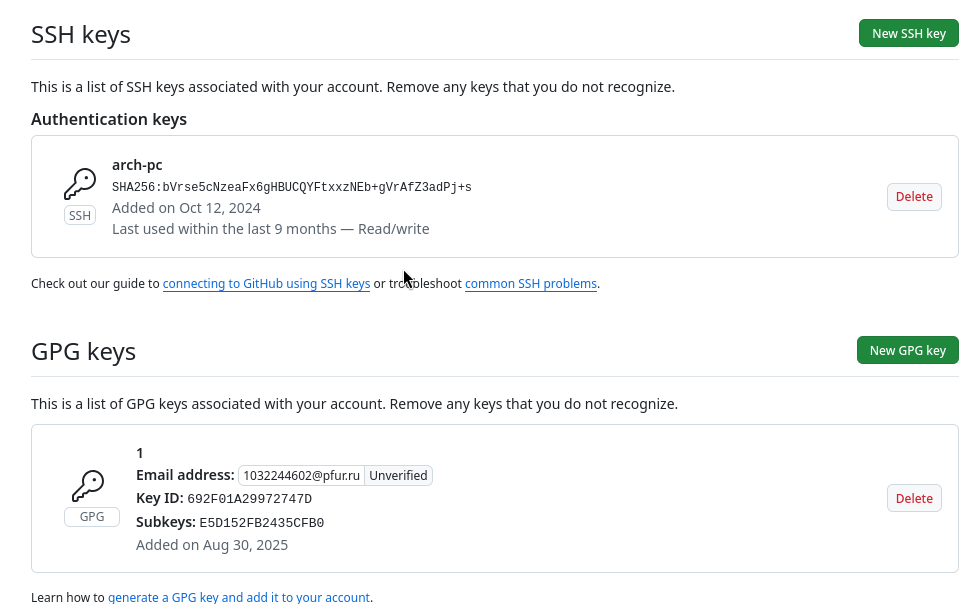 SSH keys
New SSH key
This is a list of SSH keys associated with your account. Remove any keys that you do not recognize.
Authentication keys
arch-pc
SHA256:bVrse5cNzeaFx6gHBUCQYFtxxzNEb+gVrAfZ3adPj+s
Added on Oct 12, 2024
Last used within the last 9 months — Read/write
SSH
Delete
Check out our guide to connecting to GitHub using SSH keys or troubleshoot common SSH problems.
GPG keys
New GPG key
This is a list of GPG keys associated with your account. Remove any keys that you do not recognize.
1
Email address: 1032244602@pfur.ru Unverified
Key ID: 692F01A29972747D
Subkeys: E5D152FB2435CFB0
Added on Aug 30, 2025
GPG
Delete
Learn how to generate a GPG key and add it to your account.